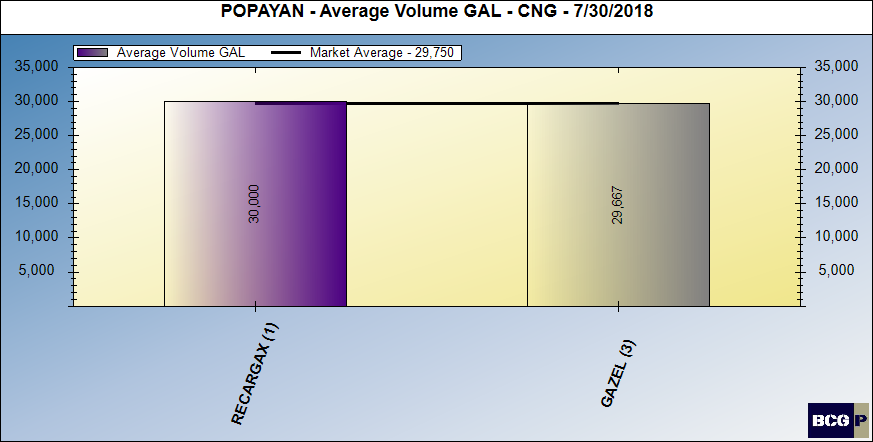 POPAYAN - Average Volume GAL - CNG - 7/30/2018
Average Volume GAL Market Average - 29,750
35,000 35,000
30,000 30,000
25,000 25,000
20,000 20,000
15,000 15,000
10,000 10,000
5,000 5,000
30,000
29,667
RECARGAX (1)
GAZEL (3)
BCG P